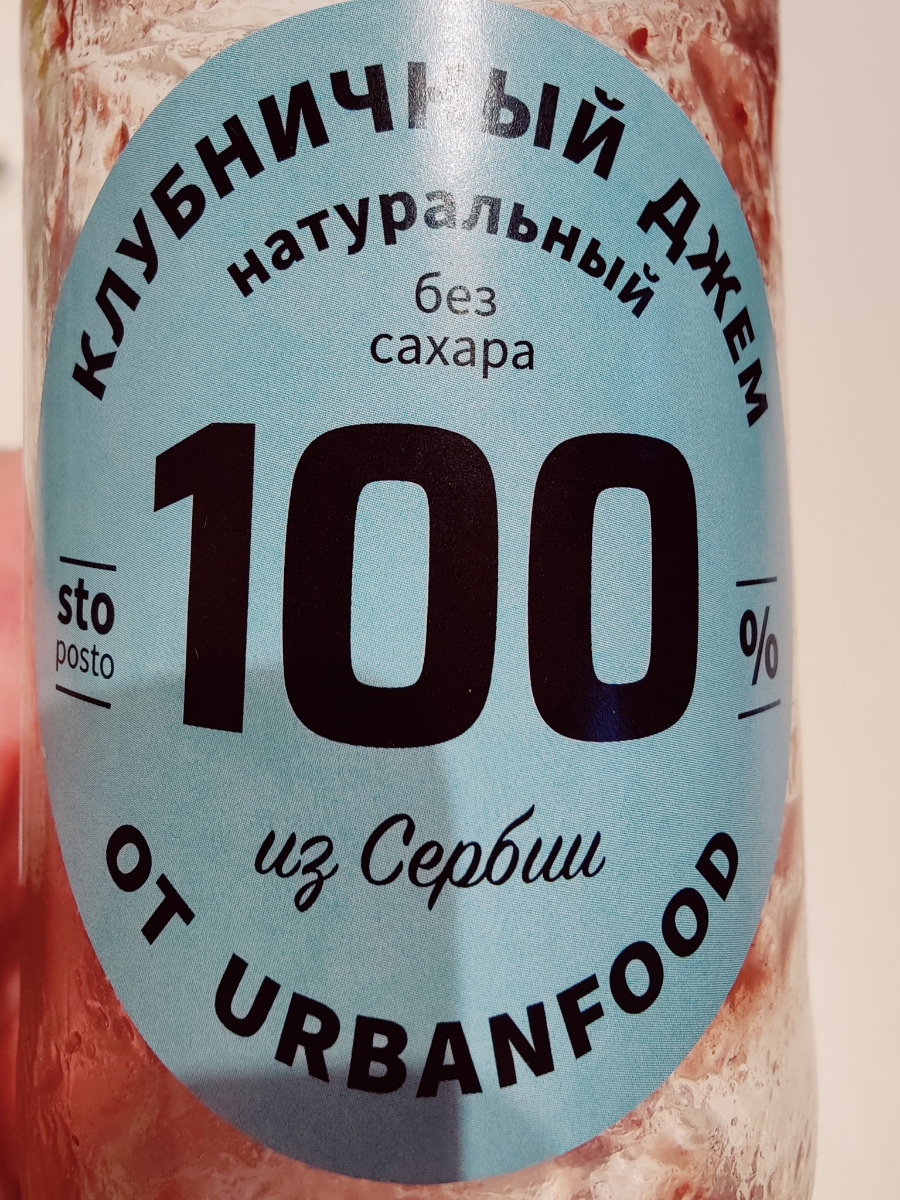 КЛУБНИЧНЫЙ ДЖЕМ
натуральный
без
сахара
100
sto
posto
%
из Сербии
ОТ URBANFOOD